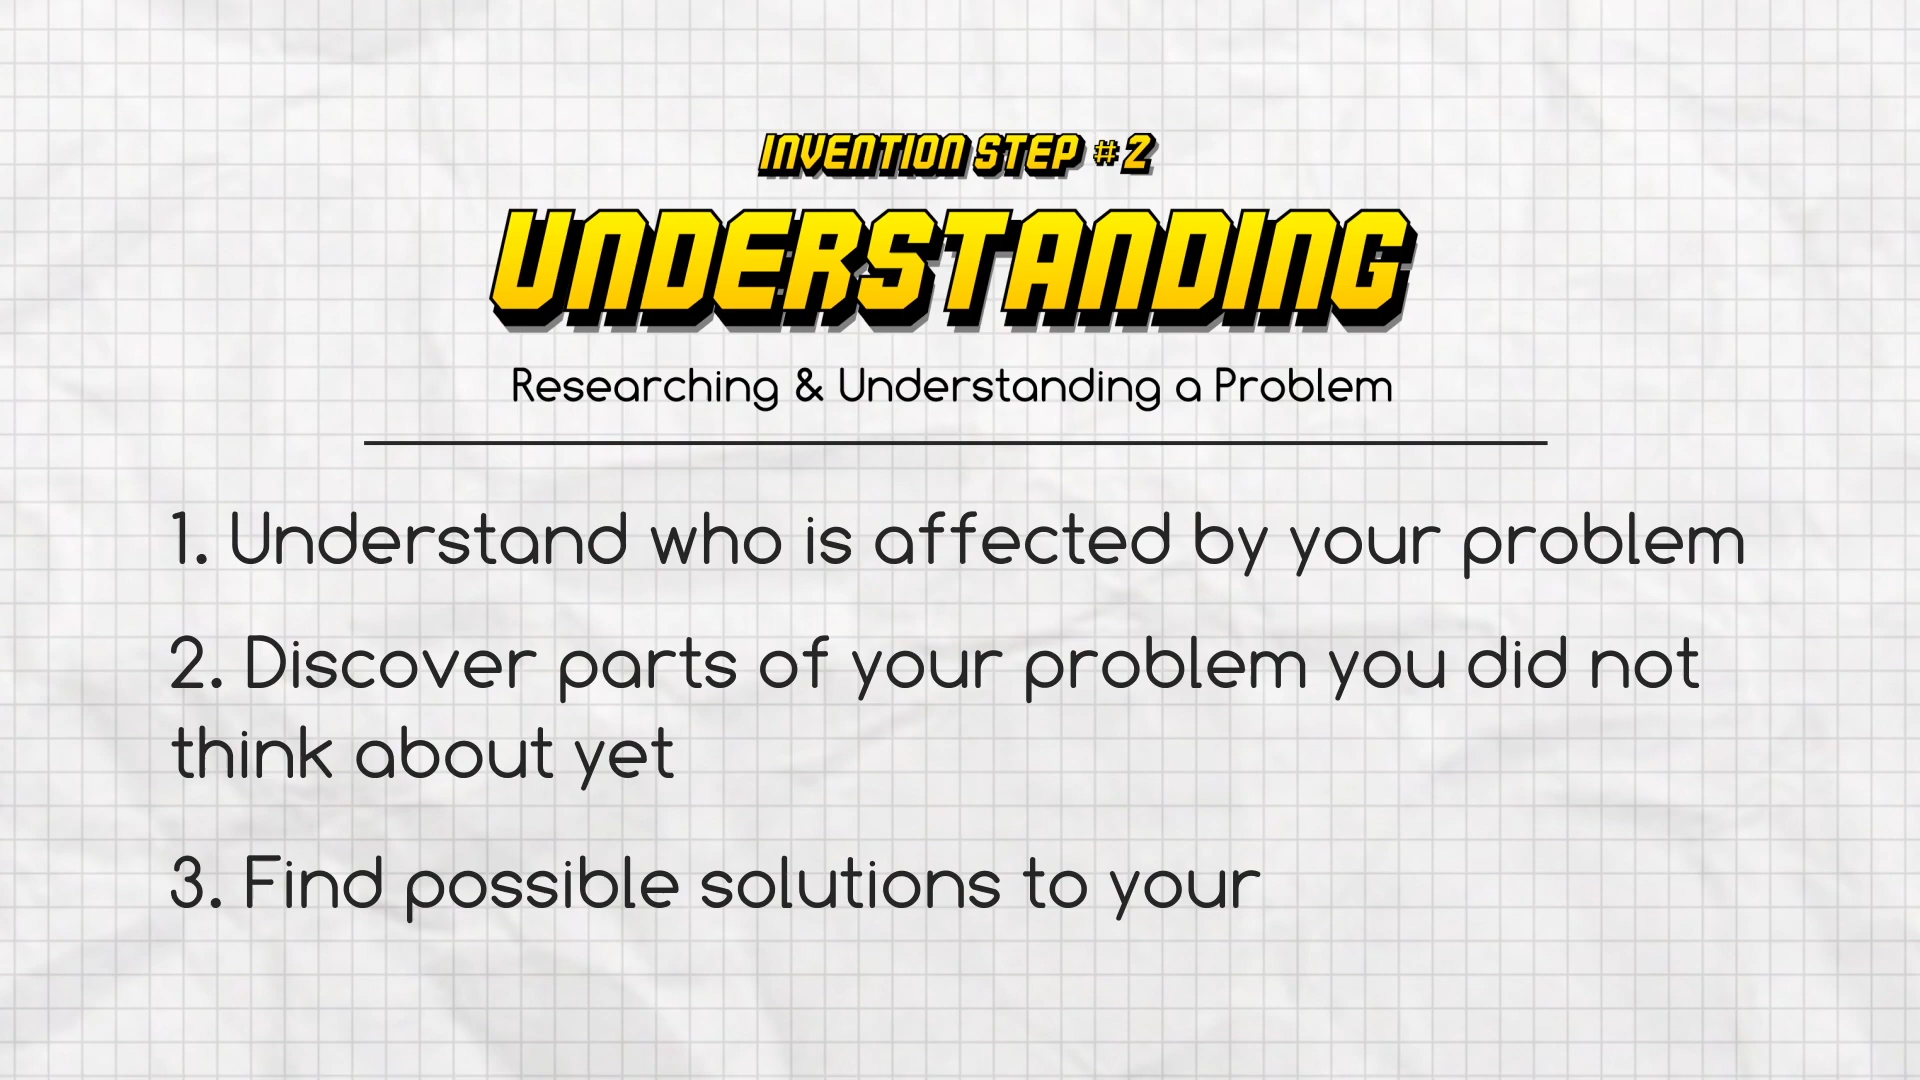 INVENTION STEP #2
UNDERSTANDING
Researching & Understanding a Problem
1. Understand who is affected by your problem
2. Discover parts of your problem you did not
think about yet
3. Find possible solutions to your